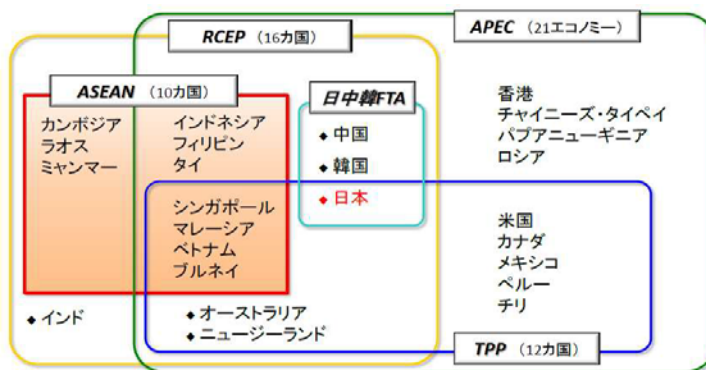 RCEP （16カ国）
APEC （21エコノミー）
ASEAN （10カ国）
日中韓FTA
カンボジア
ラオス
ミャンマー
インドネシア
フィリピン
タイ
◆ 中国
◆ 韓国
◆ 日本
香港
チャイニーズ・タイペイ
パプアニューギニア
ロシア
シンガポール
マレーシア
ベトナム
ブルネイ
米国
カナダ
メキシコ
ペルー
チリ
◆ インド
◆ オーストラリア
◆ ニュージーランド
TPP （12カ国）